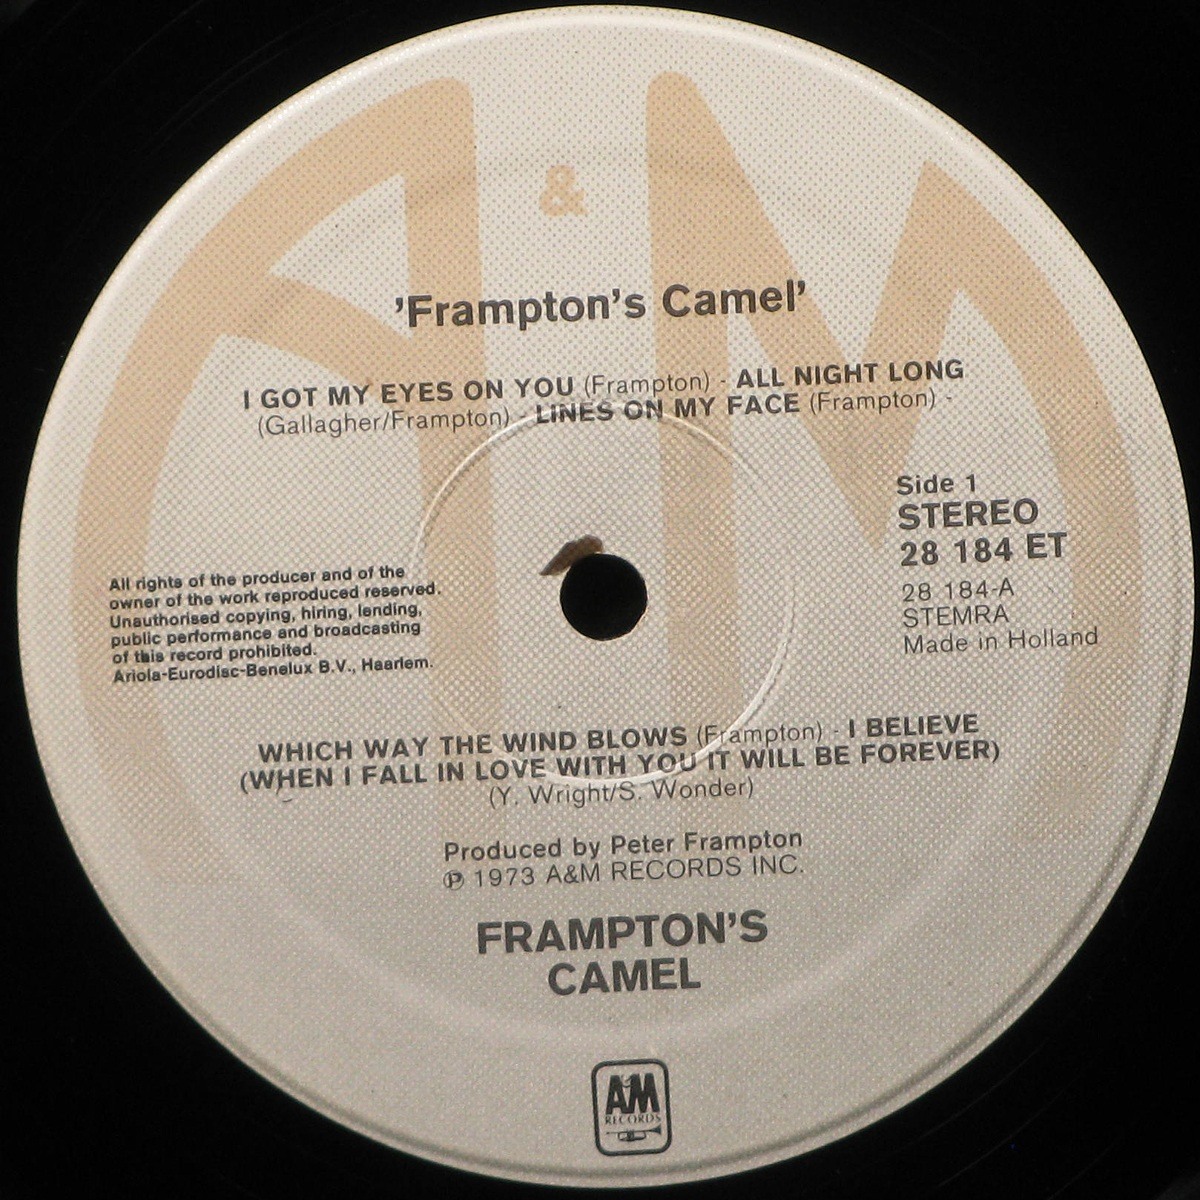 A & M
’Frampton’s Camel’
I GOT MY EYES ON YOU (Frampton) - ALL NIGHT LONG
(Gallagher/Frampton) - LINES ON MY FACE (Frampton) -
Side 1
STEREO
28 184 ET
28 184-A
STEMRA
Made in Holland
All rights of the producer and of the
owner of the work reproduced reserved.
Unauthorised copying, hiring, lending,
public performance and broadcasting
of this record prohibited.
Ariola-Eurodisc-Benelux B.V., Haarlem.
WHICH WAY THE WIND BLOWS (Frampton) - I BELIEVE
(WHEN I FALL IN LOVE WITH YOU IT WILL BE FOREVER)
(Y. Wright/S. Wonder)
Produced by Peter Frampton
℗ 1973 A&M RECORDS INC.
FRAMPTON’S
CAMEL
A&M
RECORDS